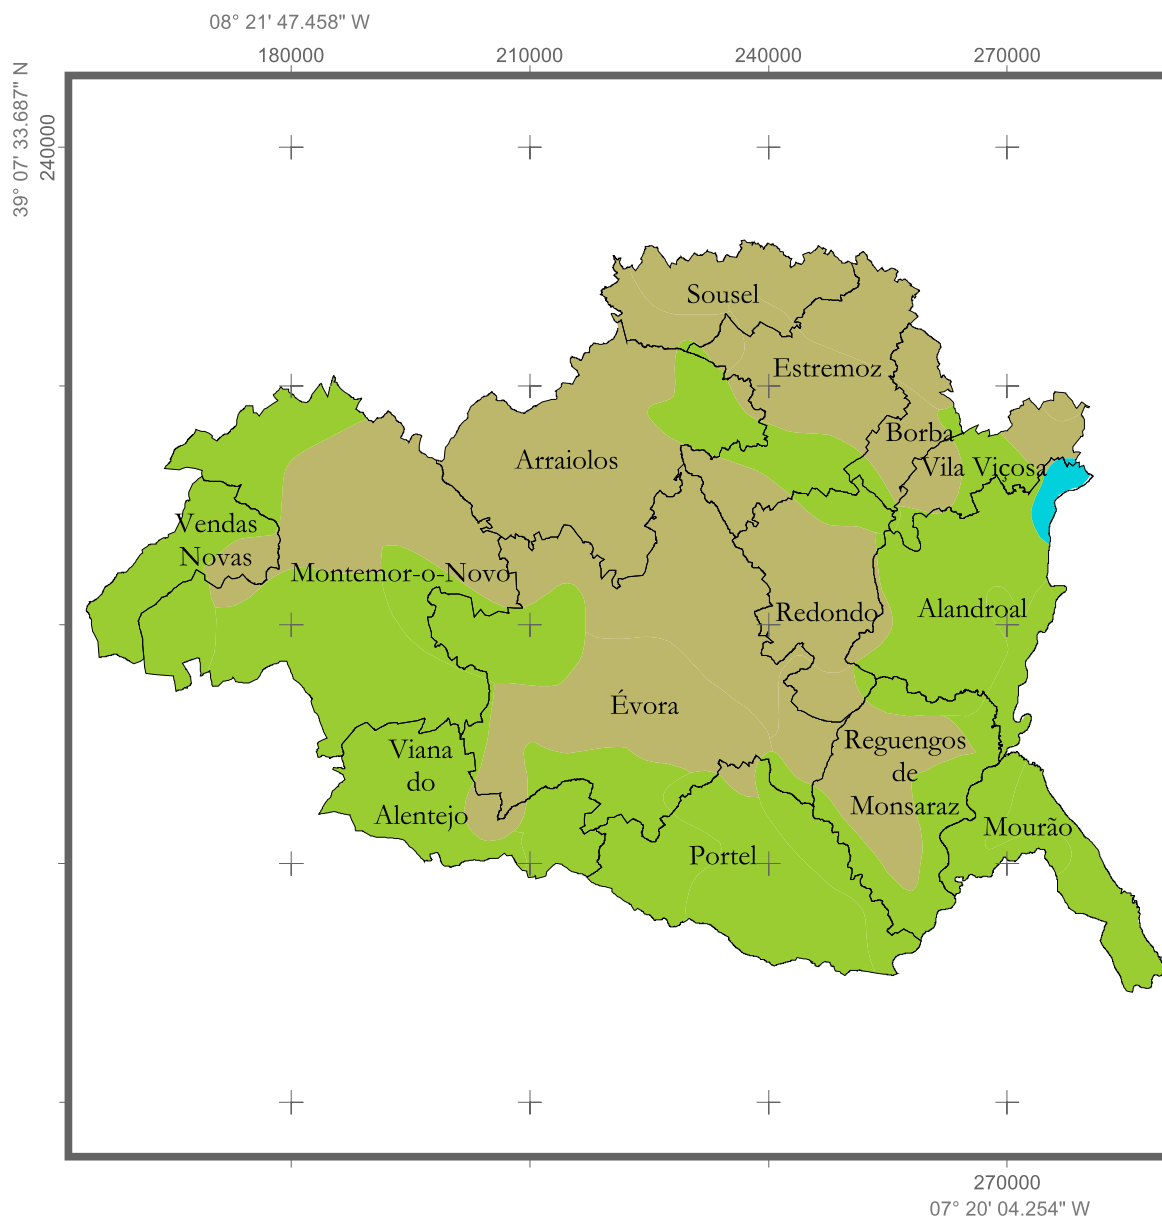 08° 21' 47.458" W
180000
210000
240000
270000
39° 07' 33.687" N
240000
Sousel
Estremoz
Borba
Vila Viçosa
Arraiolos
Vendas
Novas
Montemor-o-Novo
Redondo
Alandroal
Évora
Reguengos
de
Monsaraz
Viana
do
Alentejo
Mourão
Portel
270000
07° 20' 04.254" W